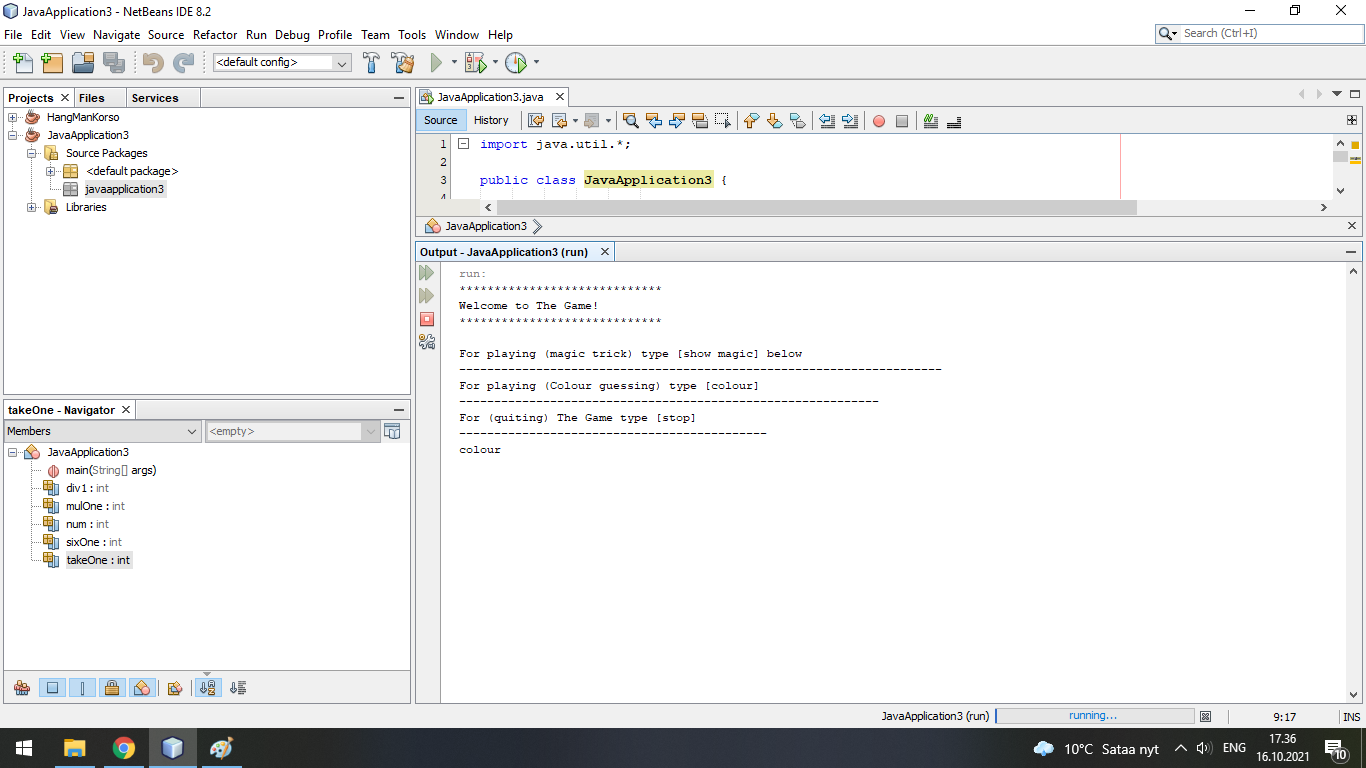 JavaApplication3 - NetBeans IDE 8.2
File Edit View Navigate Source Refactor Run Debug Profile Team Tools Window Help
Search (Ctrl+I)
<default config>
Projects Files Services
HangManKorso
JavaApplication3
Source Packages
<default package>
javaapplication3
Libraries
takeOne - Navigator
Members
<empty>
JavaApplication3
main(String[] args)
div1 : int
mulOne : int
num : int
sixOne : int
takeOne : int
JavaApplication3.java
Source History
1 import java.util.*;
2
3 public class JavaApplication3 {
4
JavaApplication3
Output - JavaApplication3 (run)
run:
*****************************
Welcome to The Game!
*****************************
For playing (magic trick) type [show magic] below
---------------------------------------------------------------------
For playing (Colour guessing) type [colour]
------------------------------------------------------------
For (quiting) The Game type [stop]
--------------------------------------------
colour
JavaApplication3 (run) running... 9:17 INS
10°C Sataa nyt ENG 17.36
16.10.2021
10